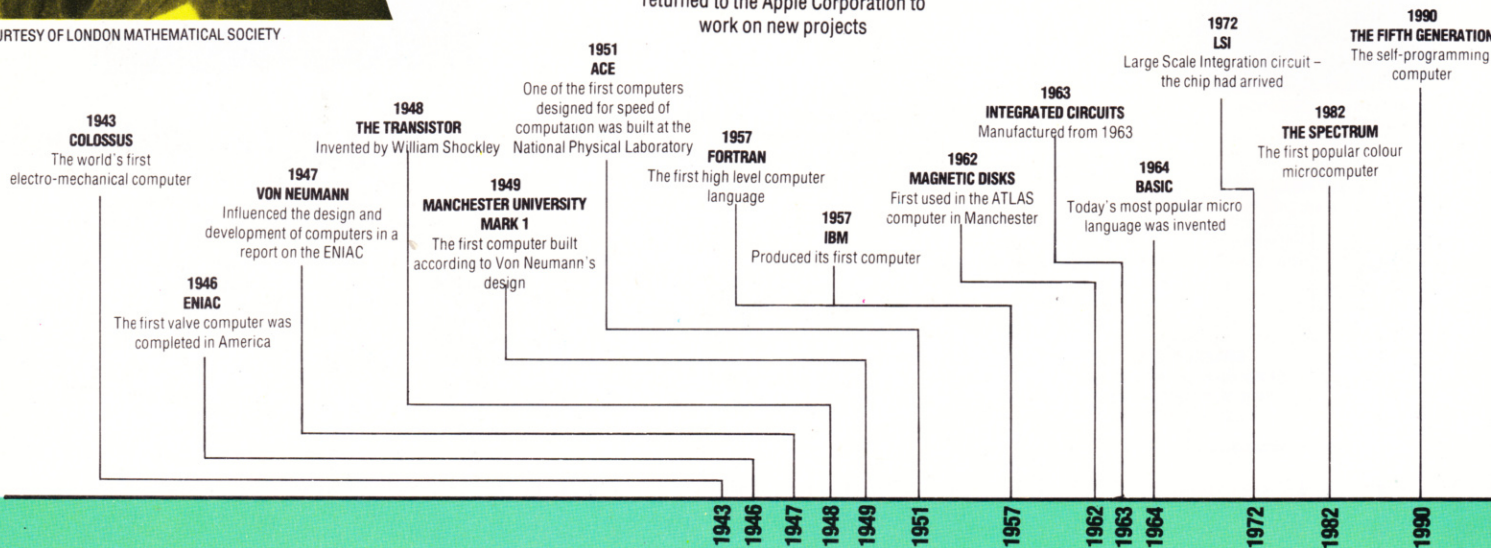 URTESY OF LONDON MATHEMATICAL SOCIETY
returned to the Apple Corporation to
work on new projects
1943
COLOSSUS
The world's first
electro-mechanical computer
1946
ENIAC
The first valve computer was
completed in America
1947
VON NEUMANN
Influenced the design and
development of computers in a
report on the ENIAC
1948
THE TRANSISTOR
Invented by William Shockley
1949
MANCHESTER UNIVERSITY
MARK 1
The first computer built
according to Von Neumann's
design
1951
ACE
One of the first computers
designed for speed of
computation was built at the
National Physical Laboratory
1957
FORTRAN
The first high level computer
language
1957
IBM
Produced its first computer
1962
MAGNETIC DISKS
First used in the ATLAS
computer in Manchester
1963
INTEGRATED CIRCUITS
Manufactured from 1963
1964
BASIC
Today's most popular micro
language was invented
1972
LSI
Large Scale Integration circuit –
the chip had arrived
1982
THE SPECTRUM
The first popular colour
microcomputer
1990
THE FIFTH GENERATION
The self-programming
computer
1943
1946
1947
1948
1949
1951
1957
1962
1963
1964
1972
1982
1990